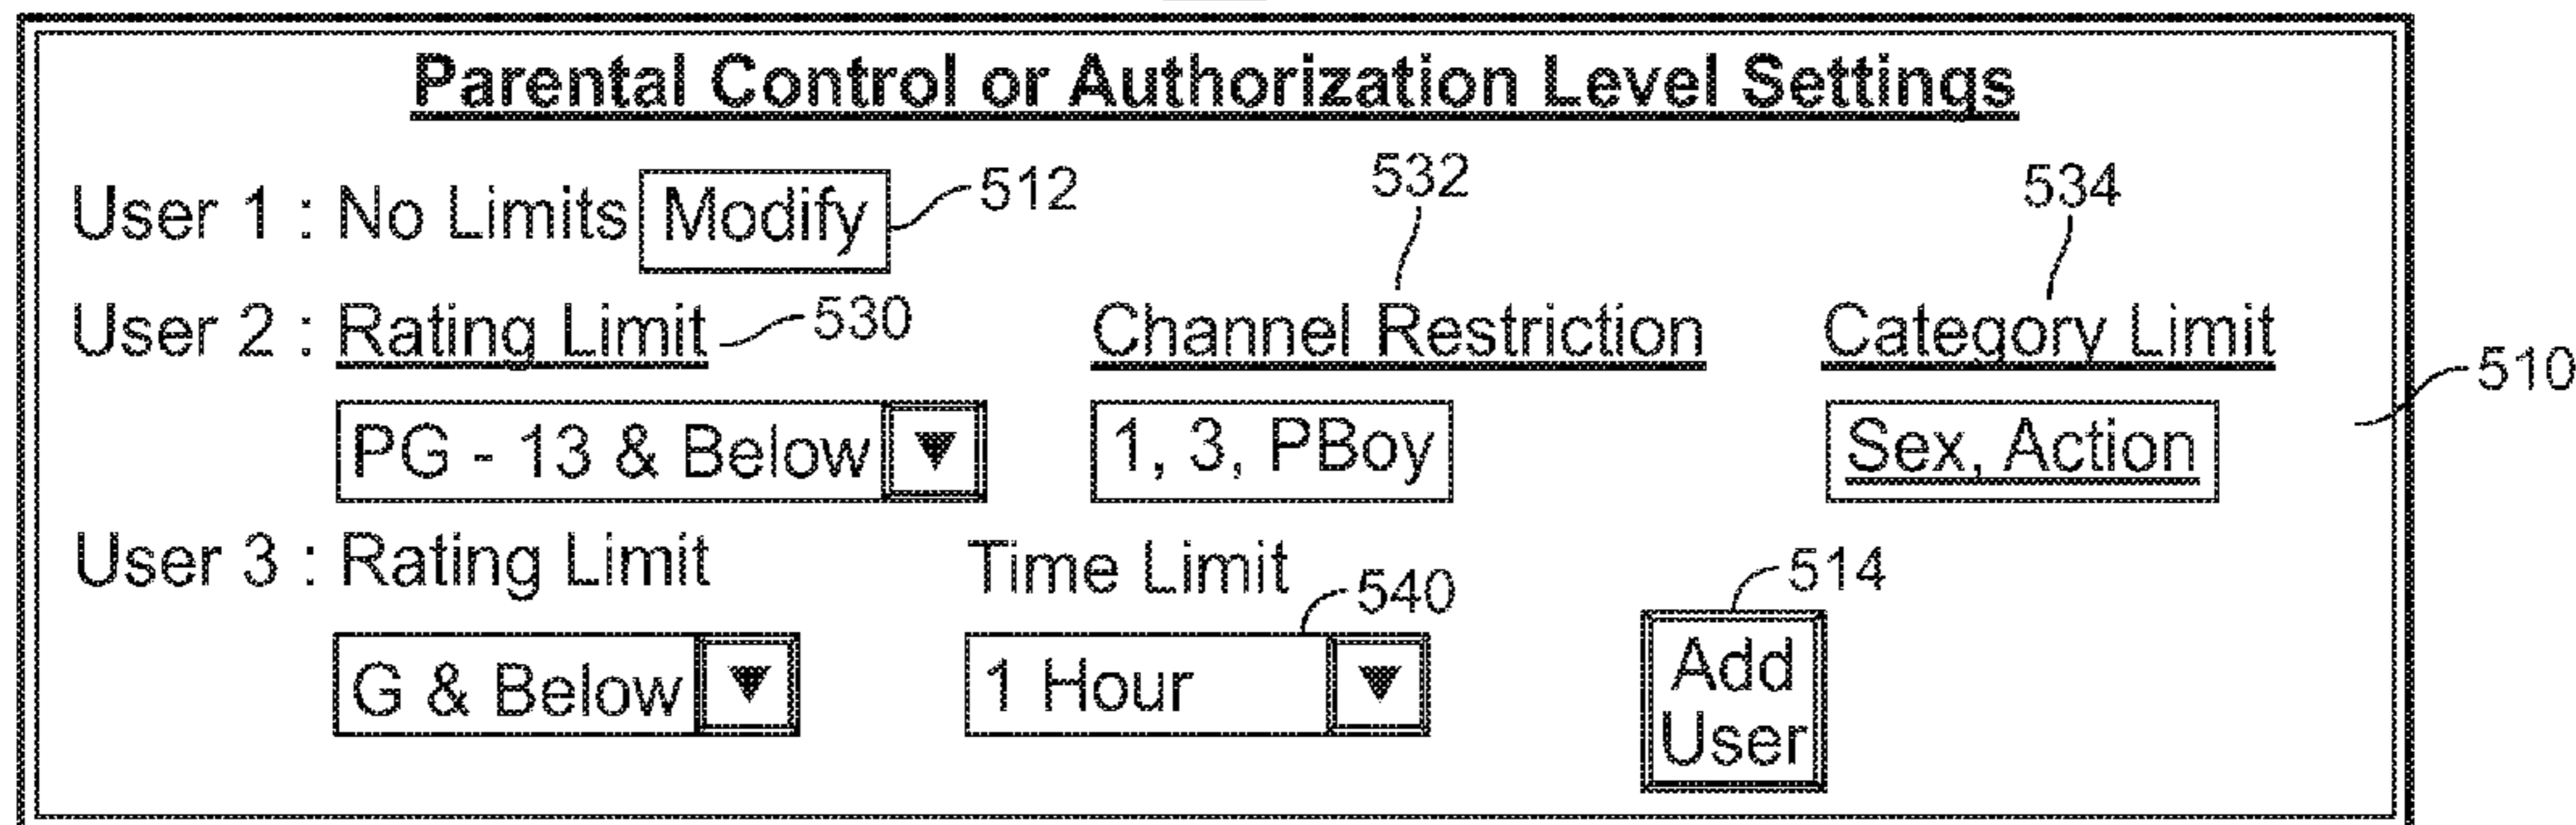 Parental Control or Authorization Level Settings
User 1 : No Limits Modify 512 532 534
User 2 : Rating Limit 530 Channel Restriction Category Limit 510
PG - 13 & Below 1, 3, PBoy Sex, Action
User 3 : Rating Limit Time Limit 540 514
G & Below 1 Hour Add
User